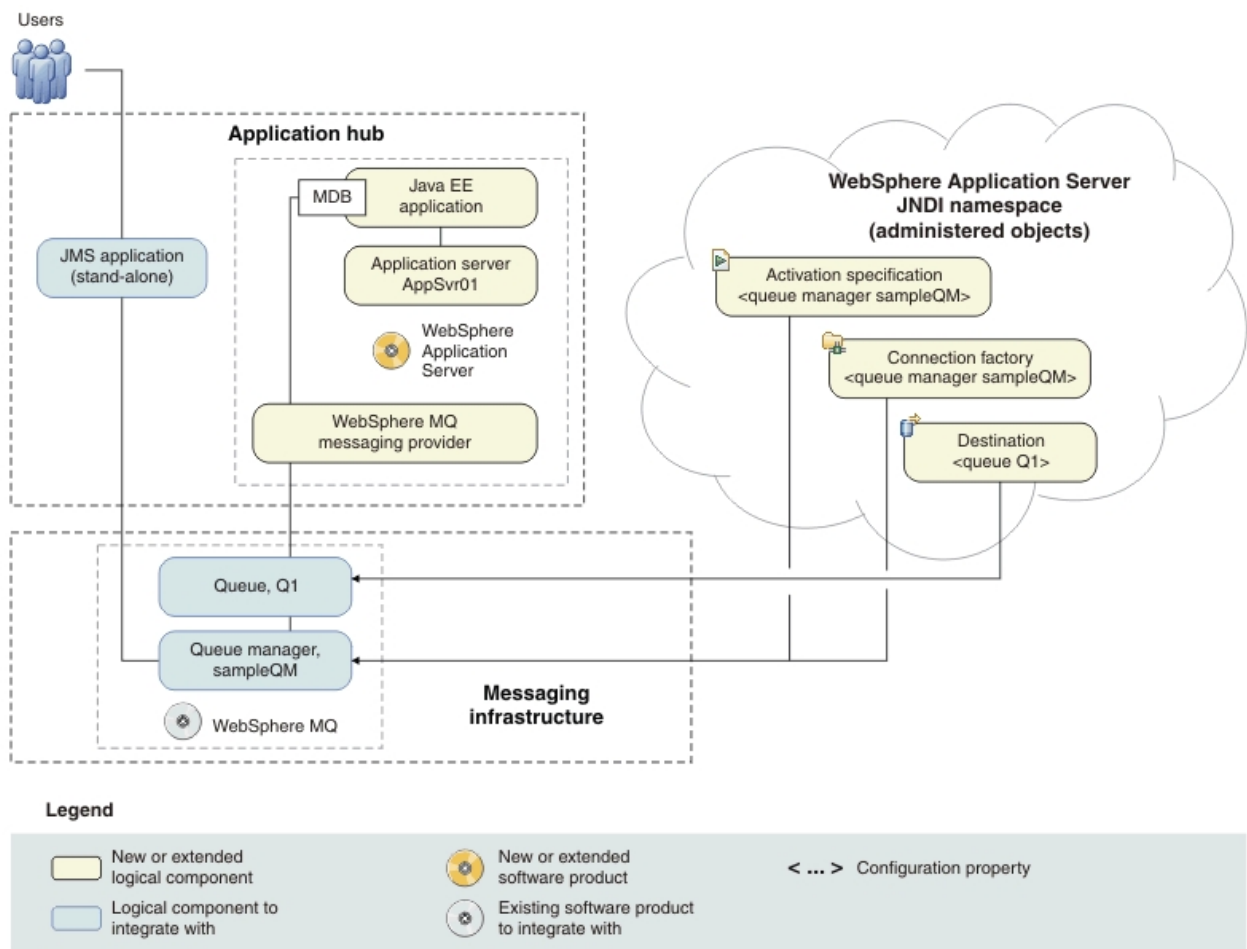 Users
Application hub
MDB
Java EE
application
JMS application
(stand-alone)
Application server
AppSvr01
WebSphere
Application
Server
WebSphere MQ
messaging provider
WebSphere Application Server
JNDI namespace
(administered objects)
Activation specification
<queue manager sampleQM>
Connection factory
<queue manager sampleQM>
Destination
<queue Q1>
Queue, Q1
Queue manager,
sampleQM
WebSphere MQ
Messaging
infrastructure
Legend
New or extended
logical component
Logical component to
integrate with
New or extended
software product
Existing software product
to integrate with
< ... > Configuration property